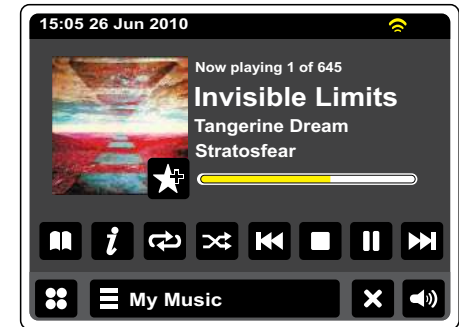 15:05 26 Jun 2010
Now playing 1 of 645
Invisible Limits
Tangerine Dream
Stratosfear
i
My Music